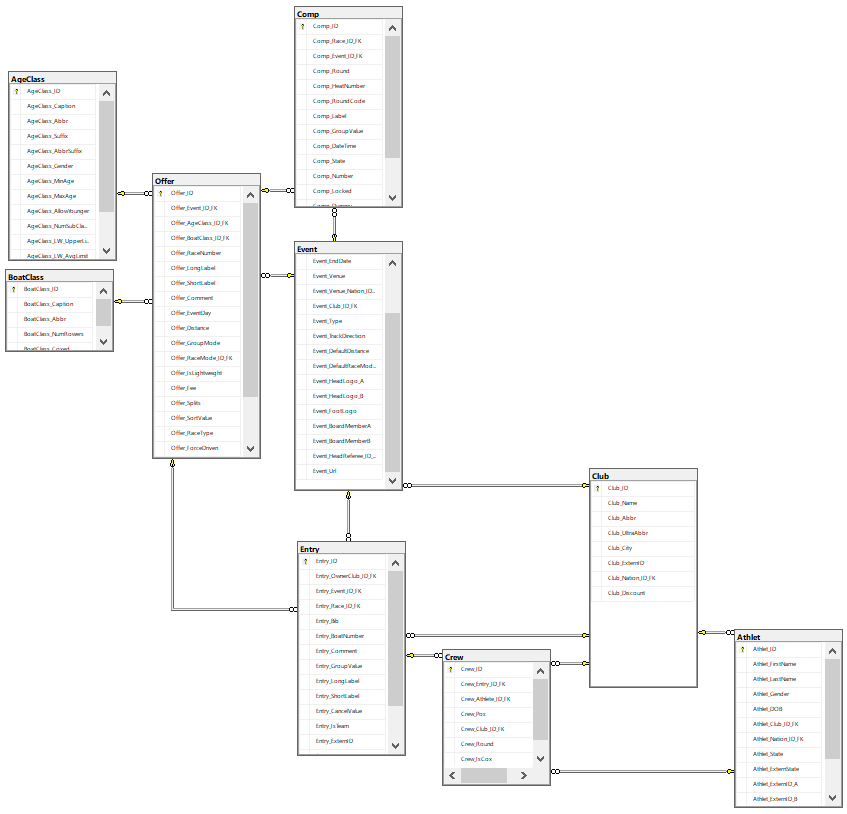 Comp
Comp_ID
Comp_Race_ID_FK
Comp_Event_ID_FK
Comp_Round
Comp_HeatNumber
Comp_RoundCode
Comp_Label
Comp_GroupValue
Comp_DateTime
Comp_State
Comp_Number
Comp_Locked
Comp_Dummy
AgeClass
AgeClass_ID
AgeClass_Caption
AgeClass_Abbr
AgeClass_Suffix
AgeClass_AbbrSuffix
AgeClass_Gender
AgeClass_MinAge
AgeClass_MaxAge
AgeClass_AllowYounger
AgeClass_NumSubCla...
AgeClass_LW_UpperLi...
AgeClass_LW_AvgLimit
BoatClass
BoatClass_ID
BoatClass_Caption
BoatClass_Abbr
BoatClass_NumRowers
BoatClass_Coxed
Offer
Offer_ID
Offer_Event_ID_FK
Offer_AgeClass_ID_FK
Offer_BoatClass_ID_FK
Offer_RaceNumber
Offer_LongLabel
Offer_ShortLabel
Offer_Comment
Offer_EventDay
Offer_Distance
Offer_GroupMode
Offer_RaceMode_ID_FK
Offer_IsLightweight
Offer_Fee
Offer_Splits
Offer_SortValue
Offer_RaceType
Offer_ForceDriven
Event
Event_EndDate
Event_Venue
Event_Venue_Nation_ID...
Event_Club_ID_FK
Event_Type
Event_TrackDirection
Event_DefaultDistance
Event_DefaultRaceMod...
Event_HeadLogo_A
Event_HeadLogo_B
Event_FootLogo
Event_BoardMemberA
Event_BoardMemberB
Event_HeadReferee_ID_...
Event_Url
Entry
Entry_ID
Entry_OwnerClub_ID_FK
Entry_Event_ID_FK
Entry_Race_ID_FK
Entry_Bib
Entry_BoatNumber
Entry_Comment
Entry_GroupValue
Entry_LongLabel
Entry_ShortLabel
Entry_CancelValue
Entry_IsTeam
Entry_ExternID
Crew
Crew_ID
Crew_Entry_ID_FK
Crew_Athlete_ID_FK
Crew_Pos
Crew_Club_ID_FK
Crew_Round
Crew_IsCox
Club
Club_ID
Club_Name
Club_Abbr
Club_UltraAbbr
Club_City
Club_ExternID
Club_Nation_ID_FK
Club_Discount
Athlet
Athlet_ID
Athlet_FirstName
Athlet_LastName
Athlet_Gender
Athlet_DOB
Athlet_Club_ID_FK
Athlet_Nation_ID_FK
Athlet_State
Athlet_ExternState
Athlet_ExternID_A
Athlet_ExternID_B